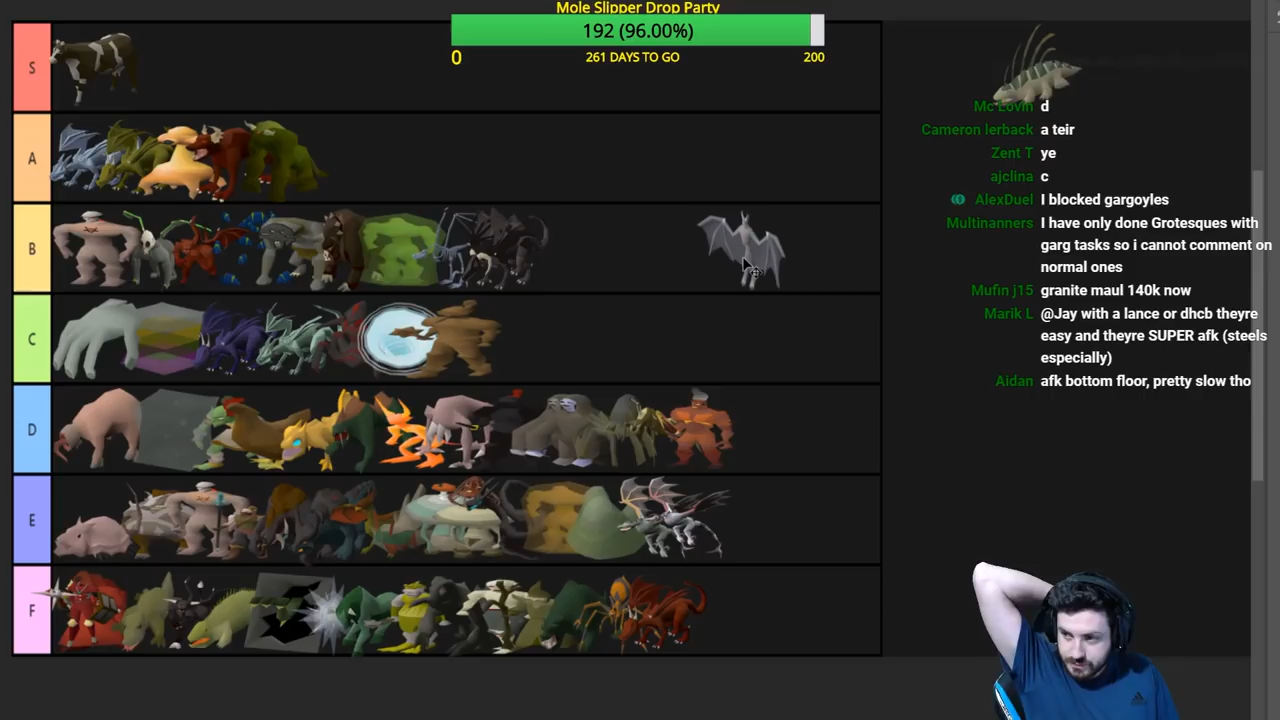 Mole Slipper Drop Party
192 (96.00%)
0
261 DAYS TO GO
200
S
A
B
C
D
E
F
Mc Lovin d
Cameron lerback a teir
Zent T ye
ajclina c
AlexDuel I blocked gargoyles
Multinanners I have only done Grotesques with
garg tasks so i cannot comment on
normal ones
Mufin j15 granite maul 140k now
Marik L @Jay with a lance or dhcb theyre
easy and theyre SUPER afk (steels
especially)
Aidan afk bottom floor, pretty slow tho